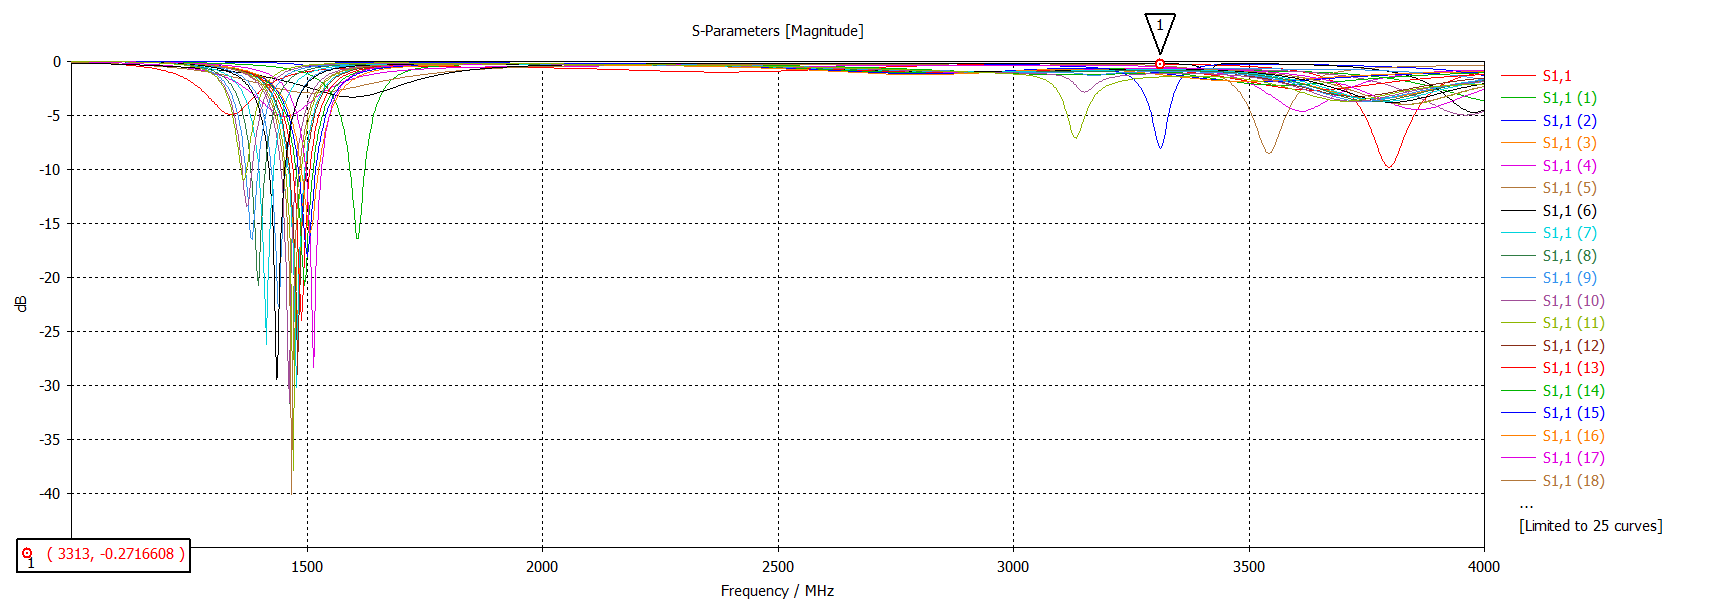 S-Parameters [Magnitude]
1
0
-5
-10
-15
-20
-25
-30
-35
-40
dB
1500
2000
2500
3000
3500
4000
Frequency / MHz
1
( 3313, -0.2716608 )
S1,1
S1,1 (1)
S1,1 (2)
S1,1 (3)
S1,1 (4)
S1,1 (5)
S1,1 (6)
S1,1 (7)
S1,1 (8)
S1,1 (9)
S1,1 (10)
S1,1 (11)
S1,1 (12)
S1,1 (13)
S1,1 (14)
S1,1 (15)
S1,1 (16)
S1,1 (17)
S1,1 (18)
...
[Limited to 25 curves]